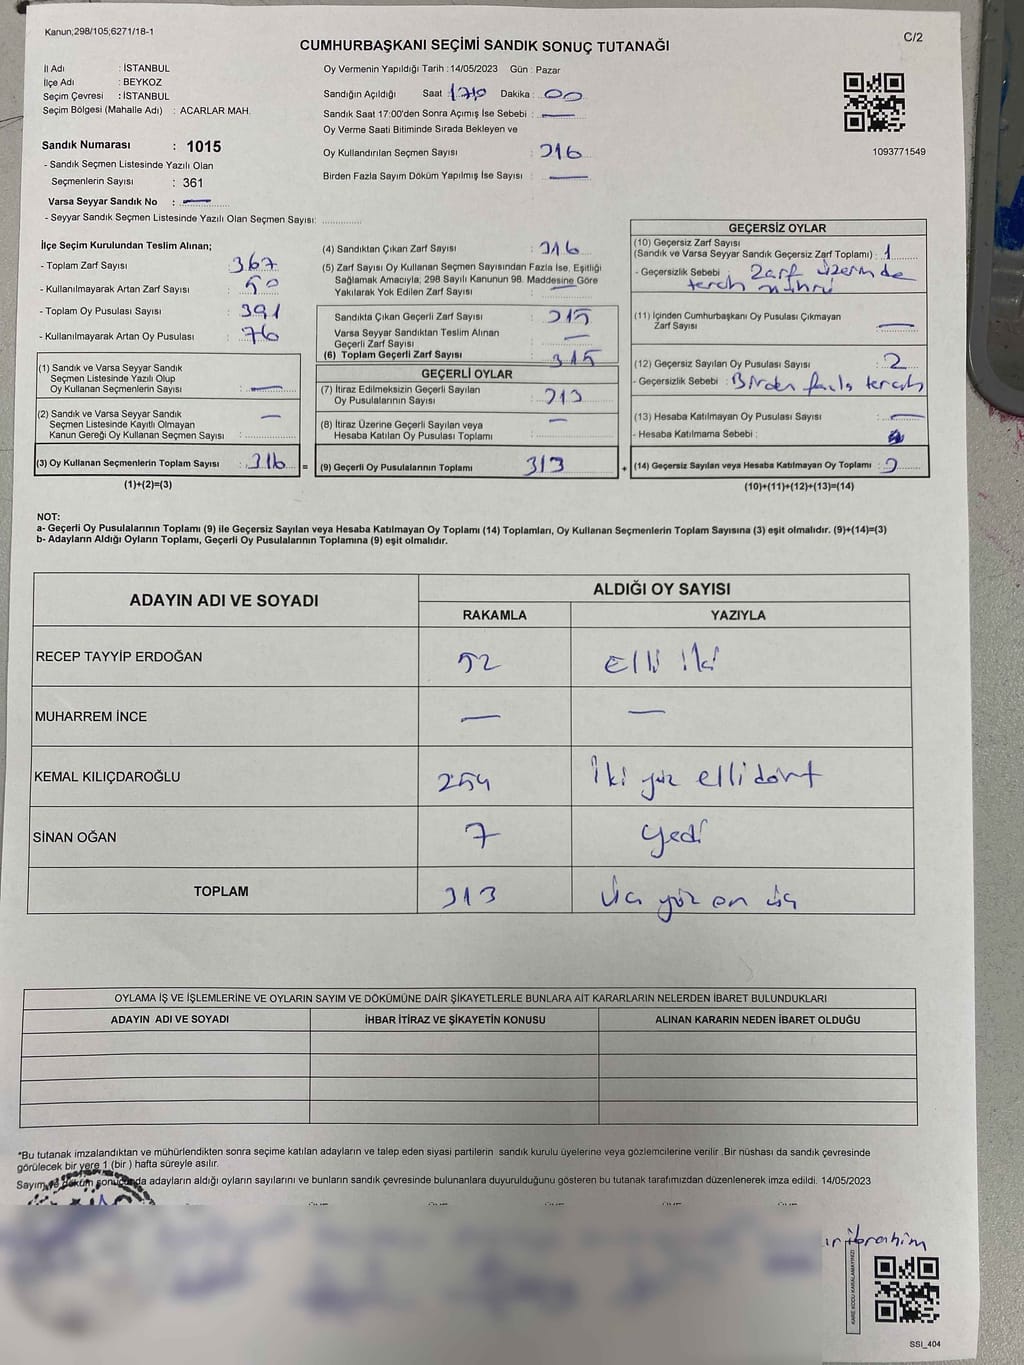 Kanun;298/105;6271/18-1
C/2
CUMHURBAŞKANI SEÇİMİ SANDIK SONUÇ TUTANAĞI
İl Adı : İSTANBUL
İlçe Adı : BEYKOZ
Seçim Çevresi : İSTANBUL
Seçim Bölgesi (Mahalle Adı) : ACARLAR MAH.
Sandık Numarası : 1015
- Sandık Seçmen Listesinde Yazılı Olan
Seçmenlerin Sayısı : 361
Varsa Seyyar Sandık No : —
- Seyyar Sandık Seçmen Listesinde Yazılı Olan Seçmen Sayısı: ............
Oy Vermenin Yapıldığı Tarih : 14/05/2023 Gün : Pazar
Sandığın Açıldığı Saat Dakika : 00
Sandık Saat 17:00'den Sonra Açımış İse Sebebi : —
Oy Verme Saati Bitiminde Sırada Bekleyen ve
Oy Kullandırılan Seçmen Sayısı : 316
Birden Fazla Sayım Döküm Yapılmış İse Sayısı : —
1093771549
İlçe Seçim Kurulundan Teslim Alınan;
- Toplam Zarf Sayısı : 367
- Kullanılmayarak Artan Zarf Sayısı : 50
- Toplam Oy Pusulası Sayısı : 391
- Kullanılmayarak Artan Oy Pusulası : 76
(1) Sandık ve Varsa Seyyar Sandık
Seçmen Listesinde Yazılı Olup
Oy Kullanan Seçmenlerin Sayısı : —
(2) Sandık ve Varsa Seyyar Sandık —
Seçmen Listesinde Kayıtlı Olmayan
Kanun Gereği Oy Kullanan Seçmen Sayısı :
(3) Oy Kullanan Seçmenlerin Toplam Sayısı : 316 =
(1)+(2)=(3)
(4) Sandıktan Çıkan Zarf Sayısı : 316
(5) Zarf Sayısı Oy Kullanan Seçmen Sayısından Fazla İse, Eşitliği
Sağlamak Amacıyla, 298 Sayılı Kanunun 98. Maddesine Göre
Yakılarak Yok Edilen Zarf Sayısı : —
Sandıkta Çıkan Geçerli Zarf Sayısı : 315
Varsa Seyyar Sandıktan Teslim Alınan
Geçerli Zarf Sayısı : —
(6) Toplam Geçerli Zarf Sayısı : 315
GEÇERLİ OYLAR
(7) İtiraz Edilmeksizin Geçerli Sayılan
Oy Pusulalarının Sayısı : 313
(8) İtiraz Üzerine Geçerli Sayılan veya —
Hesaba Katılan Oy Pusulası Toplamı :
(9) Geçerli Oy Pusulalarının Toplamı 313 +
GEÇERSİZ OYLAR
(10) Geçersiz Zarf Sayısı
(Sandık ve Varsa Seyyar Sandık Geçersiz Zarf Toplamı) : 1
- Geçersizlik Sebebi : Zarf üzerinde
tercih mührü
(11) İçinden Cumhurbaşkanı Oy Pusulası Çıkmayan
Zarf Sayısı : —
(12) Geçersiz Sayılan Oy Pusulası Sayısı : 2
- Geçersizlik Sebebi : Birden fazla tercih
(13) Hesaba Katılmayan Oy Pusulası Sayısı : —
- Hesaba Katılmama Sebebi :
(14) Geçersiz Sayılan veya Hesaba Katılmayan Oy Toplamı : 3
(10)+(11)+(12)+(13)=(14)
NOT:
a- Geçerli Oy Pusulalarının Toplamı (9) ile Geçersiz Sayılan veya Hesaba Katılmayan Oy Toplamı (14) Toplamları, Oy Kullanan Seçmenlerin Toplam Sayısına (3) eşit olmalıdır. (9)+(14)=(3)
b- Adayların Aldığı Oyların Toplamı, Geçerli Oy Pusulalarının Toplamına (9) eşit olmalıdır.
ADAYIN ADI VE SOYADI ALDIĞI OY SAYISI
RAKAMLA YAZIYLA
RECEP TAYYİP ERDOĞAN 52 elli iki
MUHARREM İNCE — —
KEMAL KILIÇDAROĞLU 254 iki yüz elli dört
SİNAN OĞAN 7 yedi
TOPLAM 313 üç yüz on üç
OYLAMA İŞ VE İŞLEMLERİNE VE OYLARIN SAYIM VE DÖKÜMÜNE DAİR ŞİKAYETLERLE BUNLARA AİT KARARLARIN NELERDEN İBARET BULUNDUKLARI
ADAYIN ADI VE SOYADI İHBAR İTİRAZ VE ŞİKAYETİN KONUSU ALINAN KARARIN NEDEN İBARET OLDUĞU
*Bu tutanak imzalandıktan ve mühürlendikten sonra seçime katılan adayların ve talep eden siyasi partilerin sandık kurulu üyelerine veya gözlemcilerine verilir .Bir nüshası da sandık çevresinde
görülecek bir yere 1 (bir ) hafta süreyle asılır.
Sayım ve döküm sonucunda adayların aldığı oyların sayılarını ve bunların sandık çevresinde bulunanlara duyurulduğunu gösteren bu tutanak tarafımızdan düzenlenerek imza edildi. 14/05/2023
ibrahim
KARE KODU KARALAMAYINIZ!
SSI_404